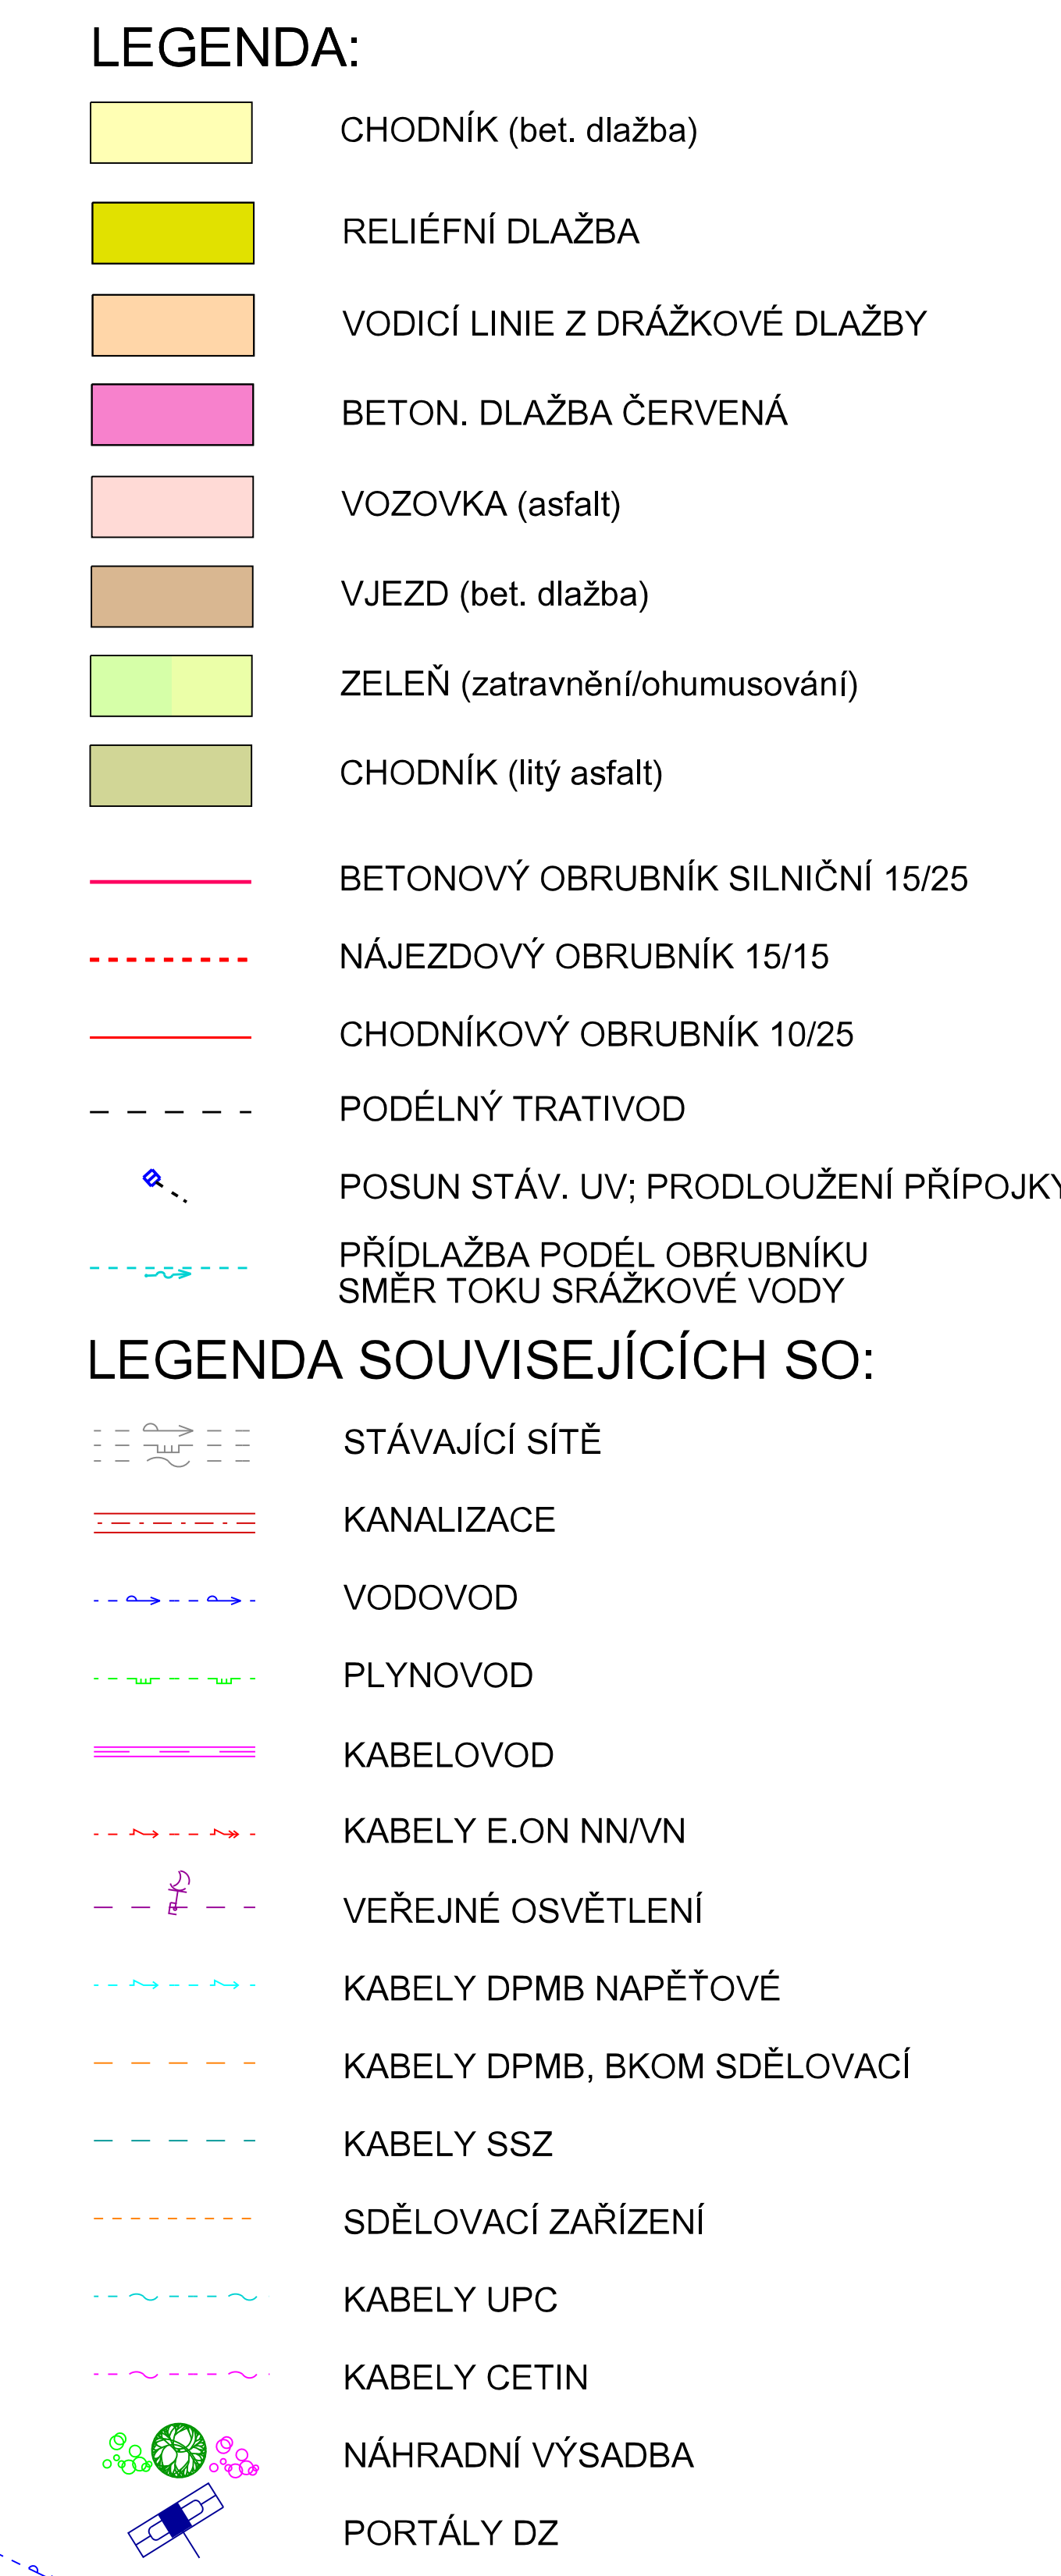 LEGENDA:
CHODNÍK (bet. dlažba)
RELIÉFNÍ DLAŽBA
VODICÍ LINIE Z DRÁŽKOVÉ DLAŽBY
BETON. DLAŽBA ČERVENÁ
VOZOVKA (asfalt)
VJEZD (bet. dlažba)
ZELEŇ (zatravnění/ohumusování)
CHODNÍK (litý asfalt)
BETONOVÝ OBRUBNÍK SILNIČNÍ 15/25
NÁJEZDOVÝ OBRUBNÍK 15/15
CHODNÍKOVÝ OBRUBNÍK 10/25
PODÉLNÝ TRATIVOD
POSUN STÁV. UV; PRODLOUŽENÍ PŘÍPOJKY
PŘÍDLAŽBA PODÉL OBRUBNÍKU
SMĚR TOKU SRÁŽKOVÉ VODY
LEGENDA SOUVISEJÍCÍCH SO:
STÁVAJÍCÍ SÍTĚ
KANALIZACE
VODOVOD
PLYNOVOD
KABELOVOD
KABELY E.ON NN/VN
VEŘEJNÉ OSVĚTLENÍ
KABELY DPMB NAPĚŤOVÉ
KABELY DPMB, BKOM SDĚLOVACÍ
KABELY SSZ
SDĚLOVACÍ ZAŘÍZENÍ
KABELY UPC
KABELY CETIN
NÁHRADNÍ VÝSADBA
PORTÁLY DZ